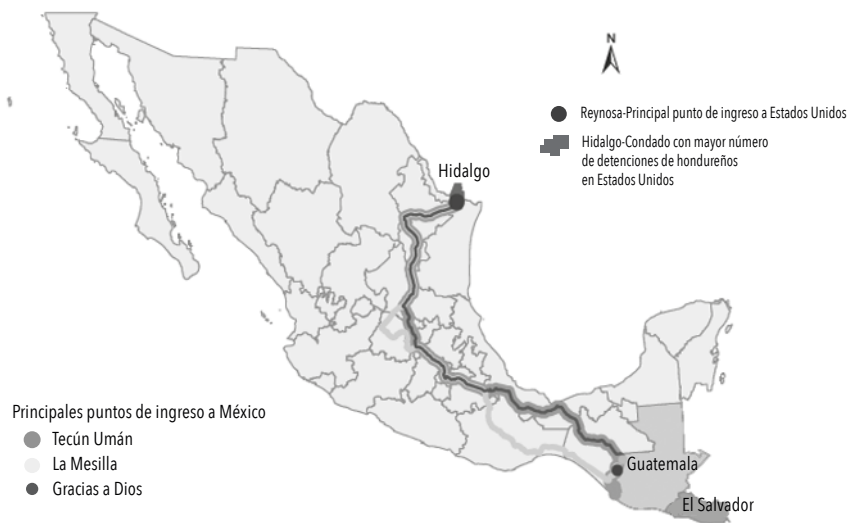 N
Reynosa-Principal punto de ingreso a Estados Unidos
Hidalgo-Condado con mayor número
de detenciones de hondureños
en Estados Unidos
Hidalgo
Principales puntos de ingreso a México
Tecún Umán
La Mesilla
Gracias a Dios
Guatemala
El Salvador